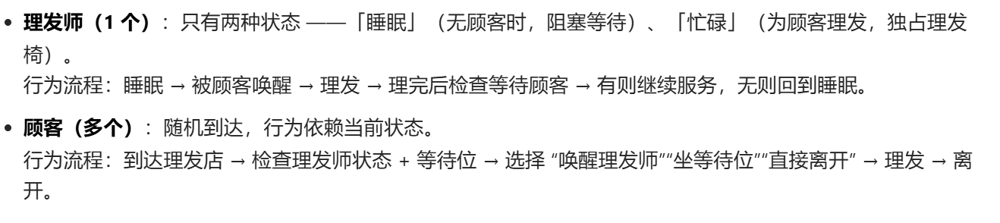 • 理发师（1 个）：只有两种状态 ——「睡眠」（无顾客时，阻塞等待）、「忙碌」（为顾客理发，独占理发
椅）。
行为流程：睡眠 → 被顾客唤醒 → 理发 → 理完后检查等待顾客 → 有则继续服务，无则回到睡眠。
• 顾客（多个）：随机到达，行为依赖当前状态。
行为流程：到达理发店 → 检查理发师状态 + 等待位 → 选择 “唤醒理发师”“坐等待位”“直接离开” → 理发 → 离
开。